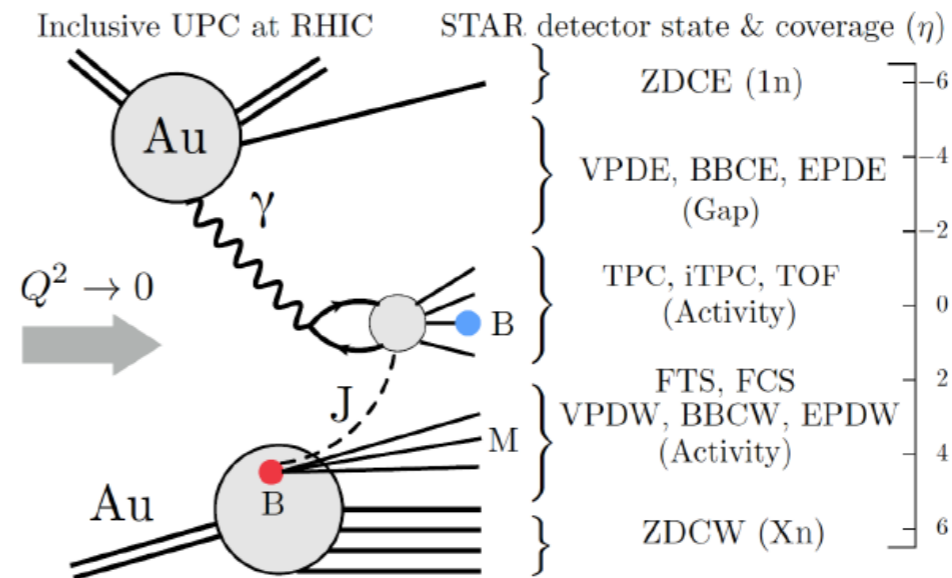 Inclusive UPC at RHIC
STAR detector state & coverage (η)
Au
γ
Q² → 0
B
J
M
B
Au
ZDCE (1n)
VPDE, BBCE, EPDE
(Gap)
TPC, iTPC, TOF
(Activity)
FTS, FCS
VPDW, BBCW, EPDW
(Activity)
ZDCW (Xn)
−6
−4
−2
0
2
4
6